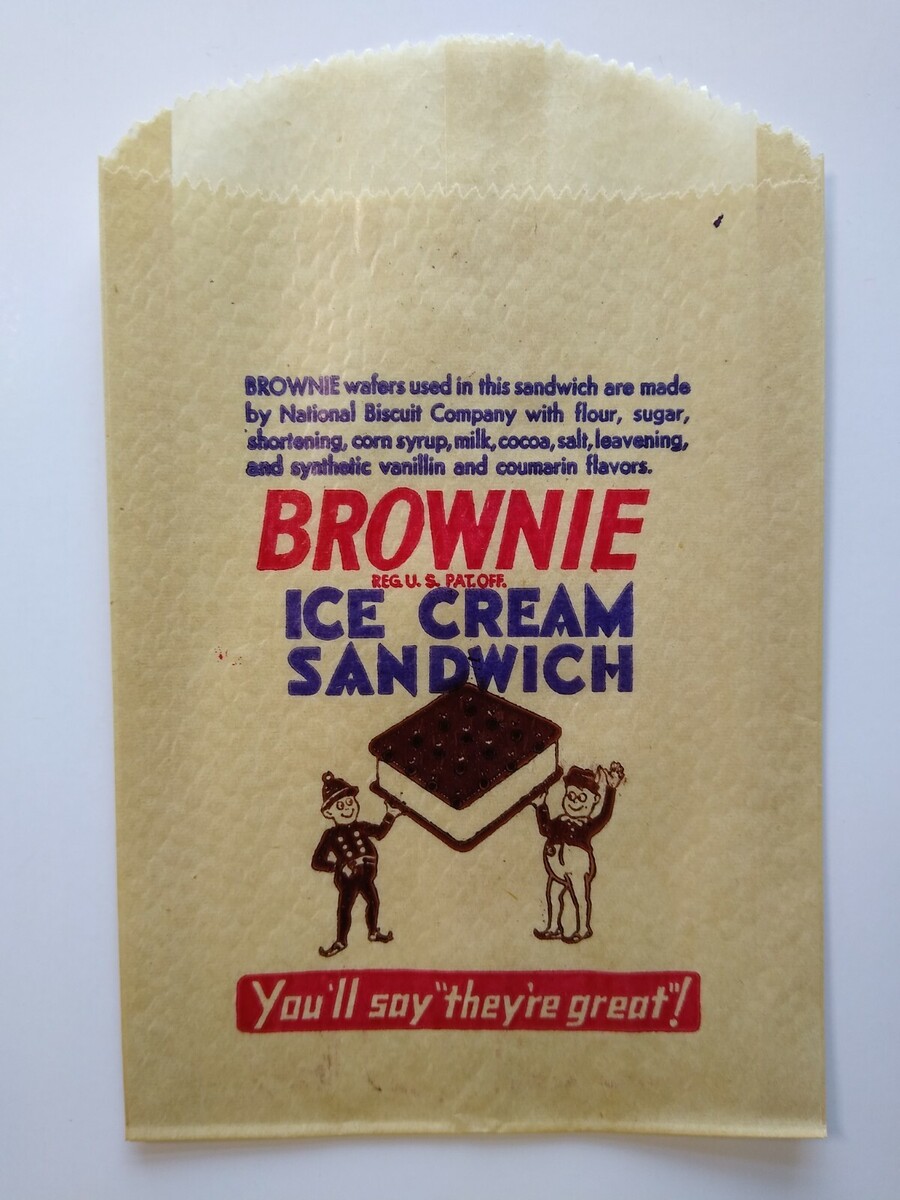 BROWNIE wafers used in this sandwich are made
by National Biscuit Company with flour, sugar,
shortening, corn syrup, milk, cocoa, salt, leavening,
and synthetic vanillin and coumarin flavors.
BROWNIE
REG. U. S. PAT. OFF.
ICE CREAM
SANDWICH
You'll say "they're great"!